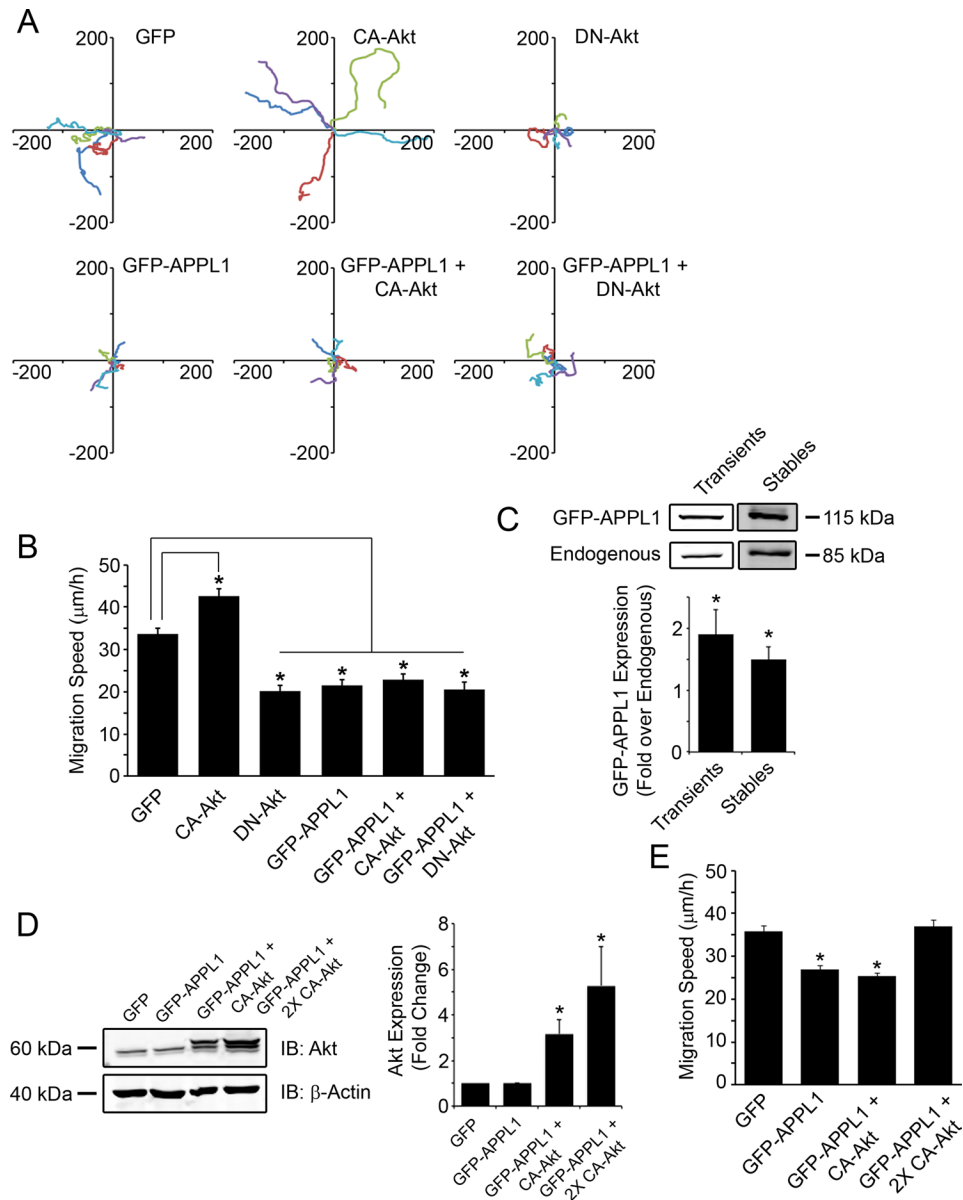 A
GFP
CA-Akt
DN-Akt
200
200
200
-200
200
-200
200
-200
200
-200
-200
-200
GFP-APPL1
GFP-APPL1 +
CA-Akt
GFP-APPL1 +
DN-Akt
200
200
200
-200
200
-200
200
-200
200
-200
-200
-200
B
Migration Speed (μm/h)
50
40
30
20
10
0
*
*
*
*
*
GFP
CA-Akt
DN-Akt
GFP-APPL1
GFP-APPL1 +
CA-Akt
GFP-APPL1 +
DN-Akt
C
Transients
Stables
GFP-APPL1
115 kDa
Endogenous
85 kDa
GFP-APPL1 Expression
(Fold over Endogenous)
2
1
0
*
*
Transients
Stables
D
GFP
GFP-APPL1
GFP-APPL1 +
CA-Akt
GFP-APPL1 +
2X CA-Akt
60 kDa
IB: Akt
40 kDa
IB: β-Actin
Akt Expression
(Fold Change)
8
6
4
2
0
*
*
GFP
GFP-APPL1
GFP-APPL1 +
CA-Akt
GFP-APPL1 +
2X CA-Akt
E
Migration Speed (μm/h)
50
40
30
20
10
0
*
*
GFP
GFP-APPL1
GFP-APPL1 +
CA-Akt
GFP-APPL1 +
2X CA-Akt